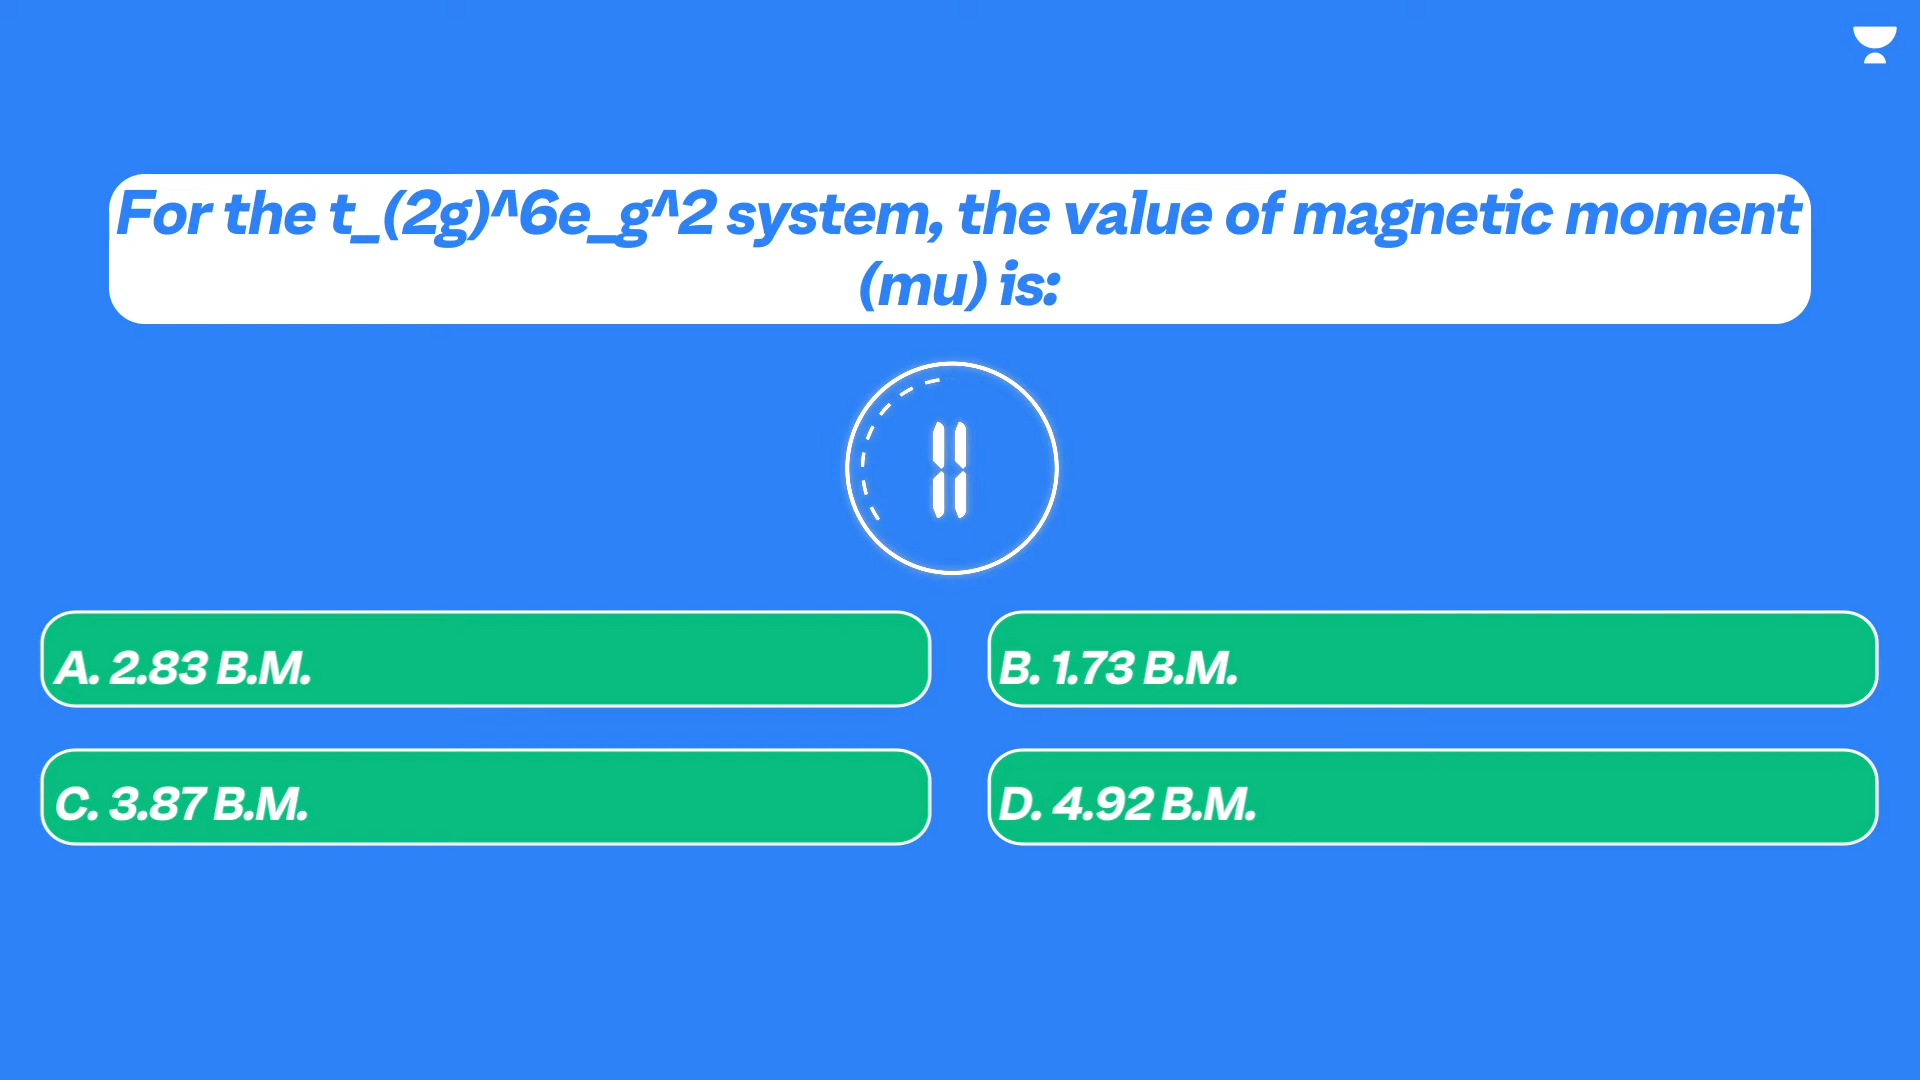 For the t_(2g)^6e_g^2 system, the value of magnetic moment
(mu) is:
11
A. 2.83 B.M.
B. 1.73 B.M.
C. 3.87 B.M.
D. 4.92 B.M.